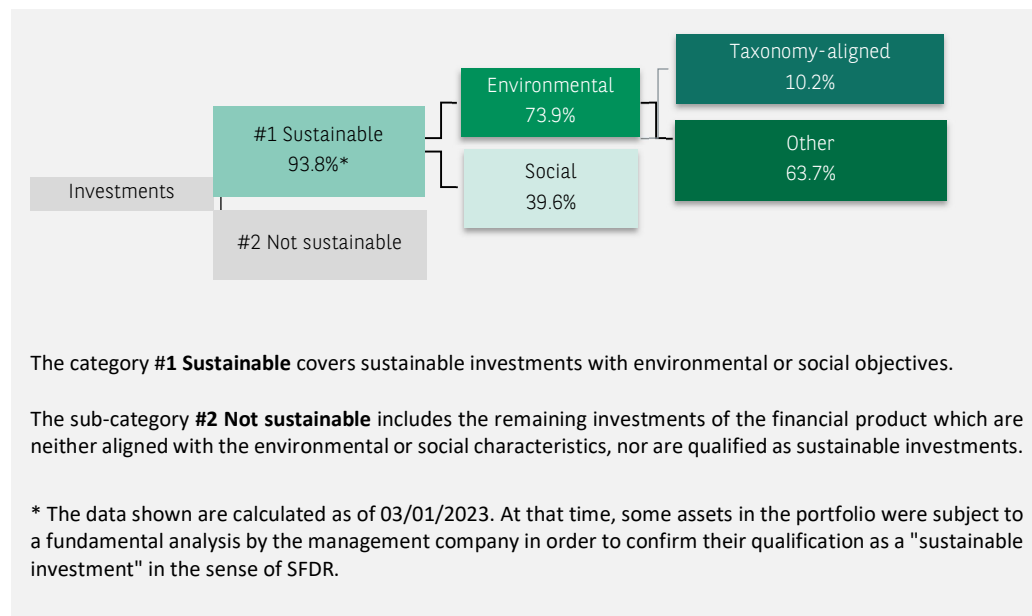 Taxonomy-aligned
10.2%
Environmental
73.9%
#1 Sustainable
93.8%*
Other
63.7%
Social
39.6%
Investments
#2 Not sustainable
The category #1 Sustainable covers sustainable investments with environmental or social objectives.
The sub-category #2 Not sustainable includes the remaining investments of the financial product which are
neither aligned with the environmental or social characteristics, nor are qualified as sustainable investments.
* The data shown are calculated as of 03/01/2023. At that time, some assets in the portfolio were subject to
a fundamental analysis by the management company in order to confirm their qualification as a "sustainable
investment" in the sense of SFDR.